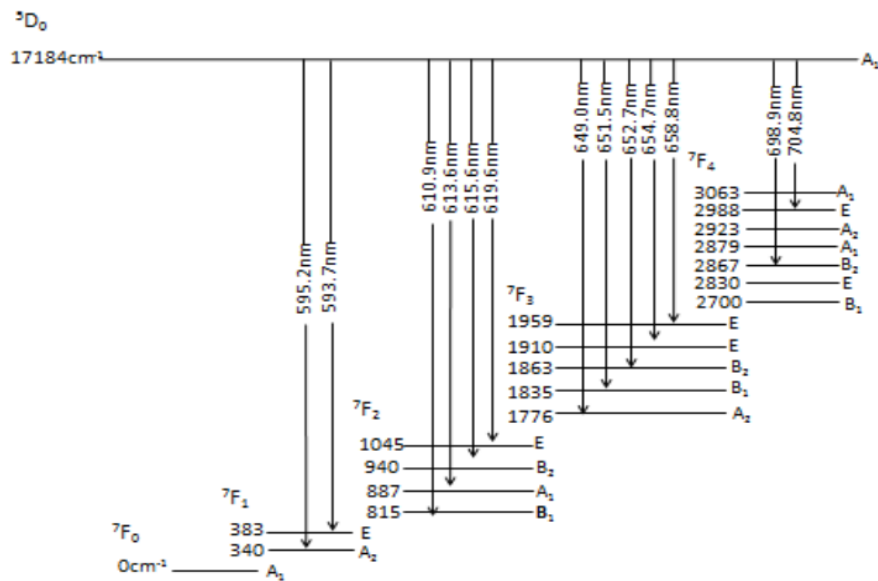 ⁵D₀
17184cm⁻¹ A₁
595.2nm
593.7nm
610.9nm
613.6nm
615.6nm
619.6nm
649.0nm
651.5nm
652.7nm
654.7nm
658.8nm
698.9nm
704.8nm
⁷F₄
3063 A₁
2988 E
2923 A₂
2879 A₁
2867 B₂
2830 E
2700 B₁
⁷F₃
1959 E
1910 E
1863 B₂
1835 B₁
1776 A₂
⁷F₂
1045 E
940 B₂
887 A₁
815 B₁
⁷F₁
383 E
340 A₂
⁷F₀
0cm⁻¹ A₁